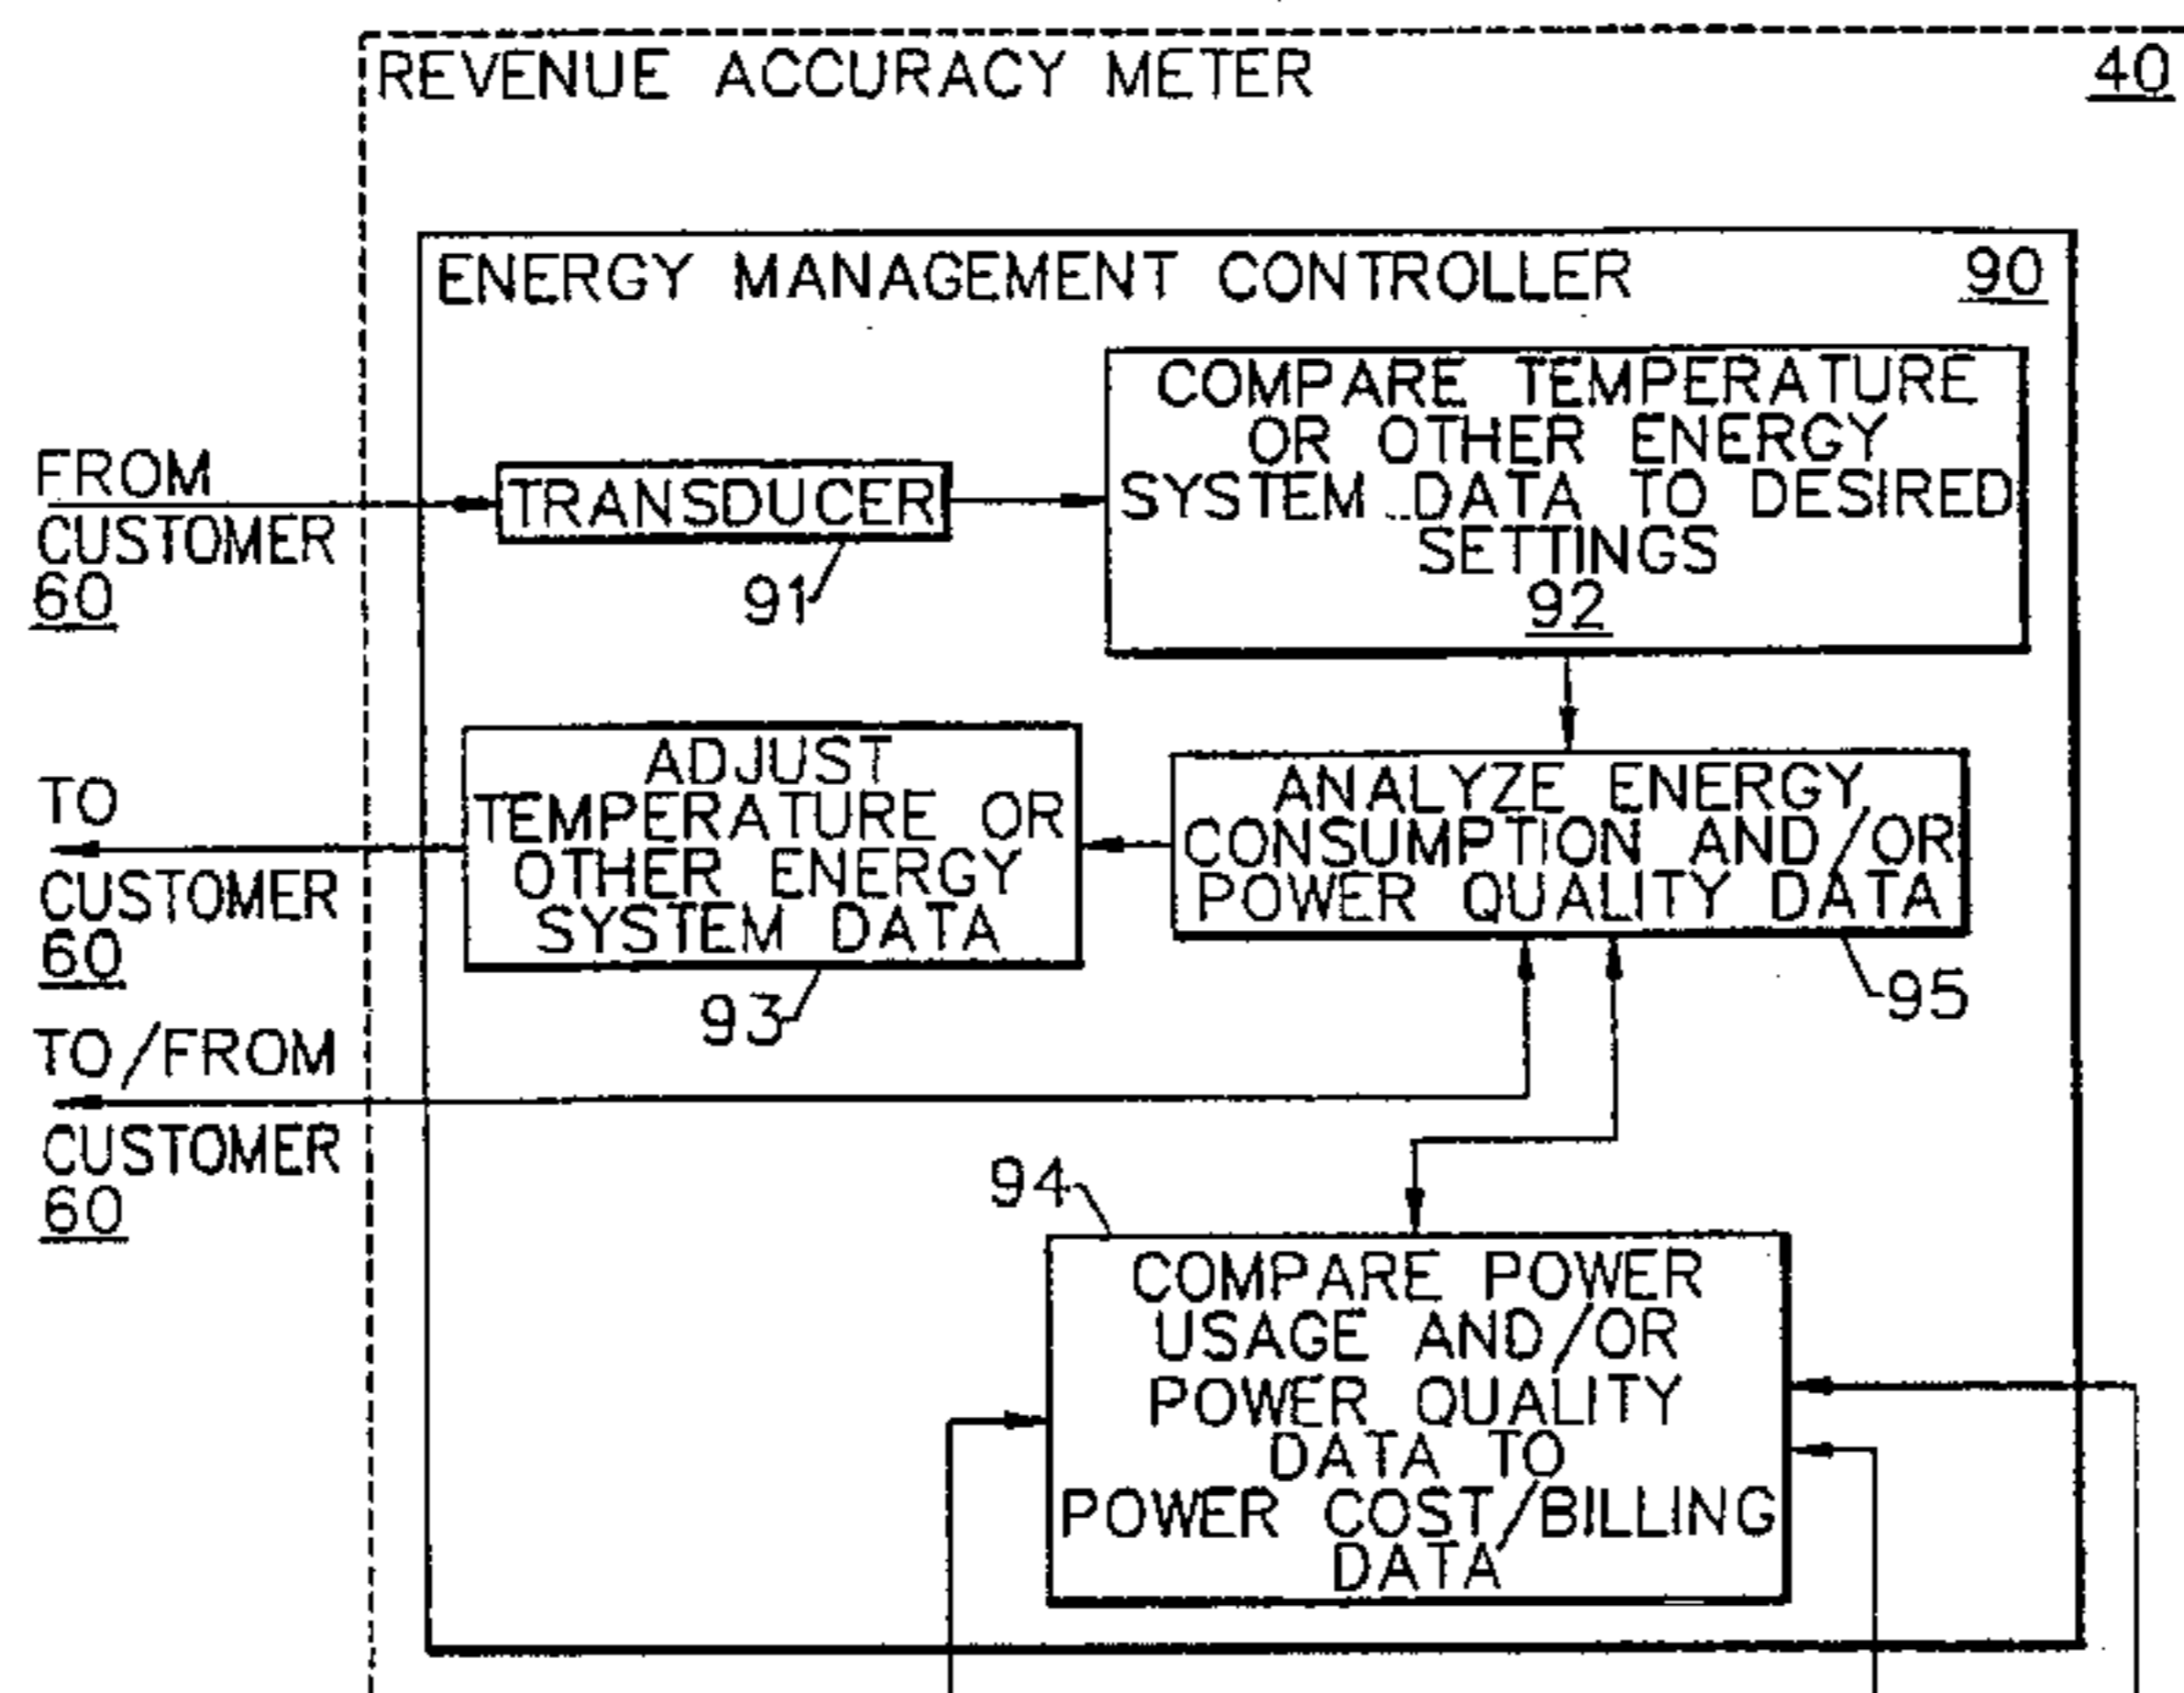 REVENUE ACCURACY METER 40
ENERGY MANAGEMENT CONTROLLER 90
FROM
CUSTOMER
60
TRANSDUCER
91
COMPARE TEMPERATURE
OR OTHER ENERGY
SYSTEM DATA TO DESIRED
SETTINGS
92
TO
CUSTOMER
60
ADJUST
TEMPERATURE OR
OTHER ENERGY
SYSTEM DATA
93
ANALYZE ENERGY
CONSUMPTION AND/OR
POWER QUALITY DATA
95
TO/FROM
CUSTOMER
60
94
COMPARE POWER
USAGE AND/OR
POWER QUALITY
DATA TO
POWER COST/BILLING
DATA